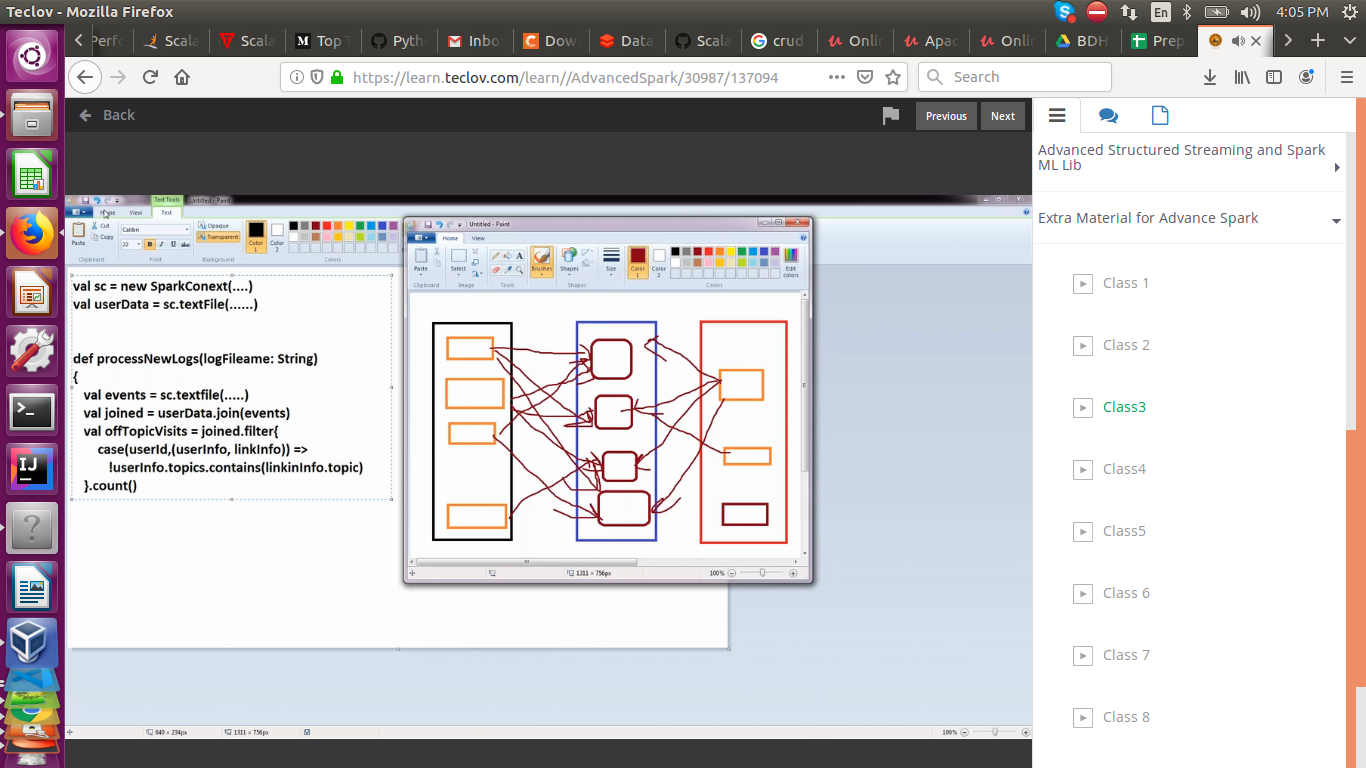 Teclov - Mozilla Firefox
En
4:05 PM
Perfo
Scala
Scala
Top T
Pyth
Inbo
Dow
Data
Scala
crud
Onlin
Apac
Onlin
BDH
Prep
https://learn.teclov.com/learn//AdvancedSpark/30987/137094
Search
Back
Previous
Next
Advanced Structured Streaming and Spark
ML Lib
Extra Material for Advance Spark
Class 1
Class 2
Class3
Class4
Class5
Class 6
Class 7
Class 8
Text Tools
Untitled - Paint
Home
View
Text
Paste
Cut
Copy
Calibri
22
B
I
U
abc
Opaque
Transparent
Color
1
Color
2
Clipboard
Font
Background
Colors
val sc = new SparkConext(....)
val userData = sc.textFile(......)
def processNewLogs(logFileame: String)
{
val events = sc.textfile(.....)
val joined = userData.join(events)
val offTopicVisits = joined.filter{
case(userId,(userInfo, linkInfo)) =>
!userInfo.topics.contains(linkinInfo.topic)
}.count()
Untitled - Paint
Home
View
Paste
Select
Brushes
Shapes
Size
Color
1
Color
2
Edit
colors
Clipboard
Image
Tools
Shapes
Colors
1311 × 756px
100%
640 × 234px
1311 × 756px
100%